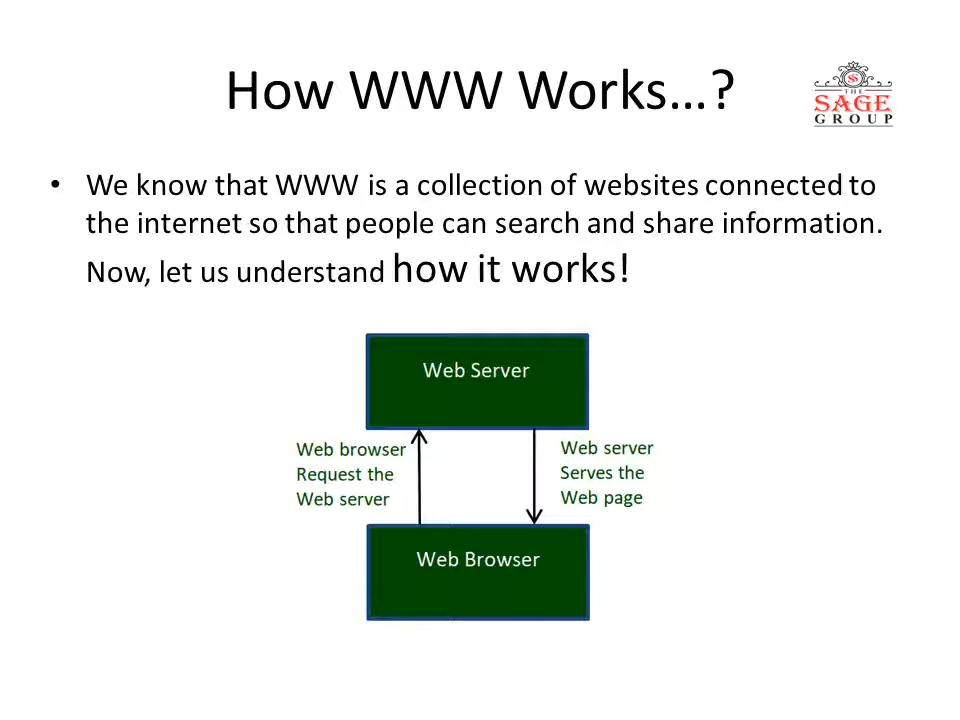 How WWW Works...?
SS
THE
SAGE
GROUP
• We know that WWW is a collection of websites connected to
the internet so that people can search and share information.
Now, let us understand how it works!
Web Server
Web browser
Request the
Web server
Web server
Serves the
Web page
Web Browser